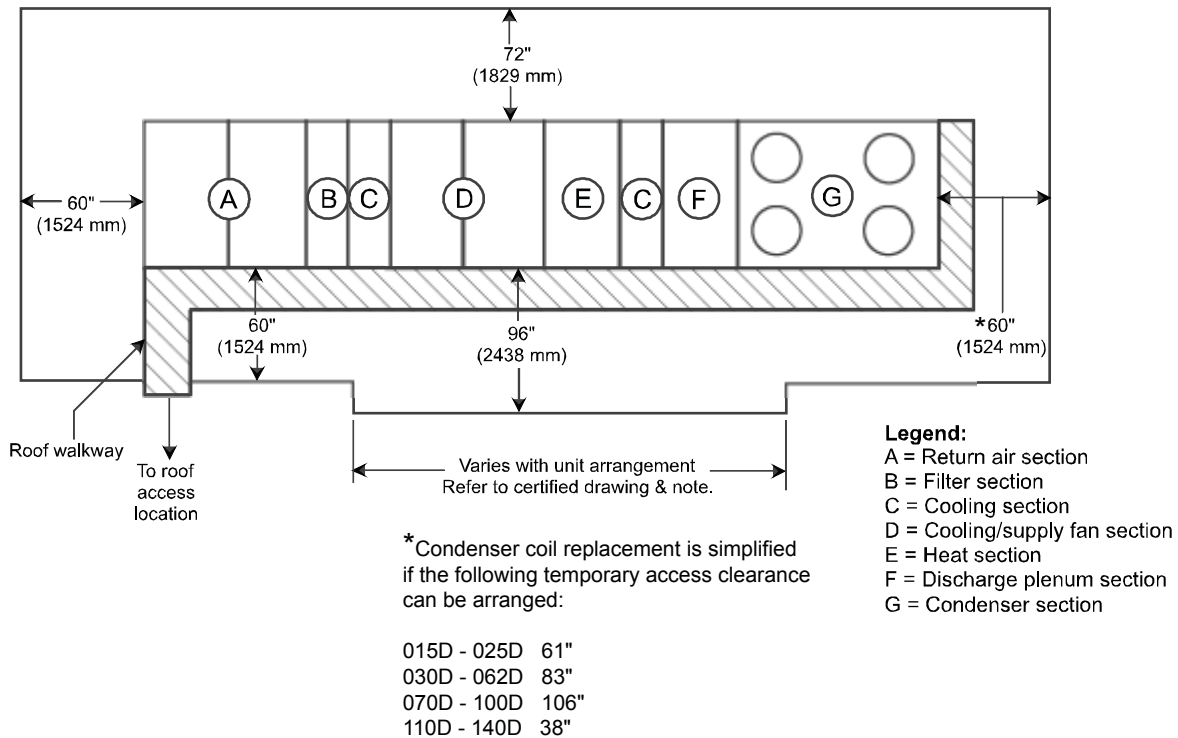 72"
(1829 mm)
60"
(1524 mm)
A
B
C
D
E
C
F
G
60"
(1524 mm)
96"
(2438 mm)
*60"
(1524 mm)
Roof walkway
To roof
access
location
Varies with unit arrangement
Refer to certified drawing & note.
Legend:
A = Return air section
B = Filter section
C = Cooling section
D = Cooling/supply fan section
E = Heat section
F = Discharge plenum section
G = Condenser section
*Condenser coil replacement is simplified
if the following temporary access clearance
can be arranged:
015D - 025D 61"
030D - 062D 83"
070D - 100D 106"
110D - 140D 38"